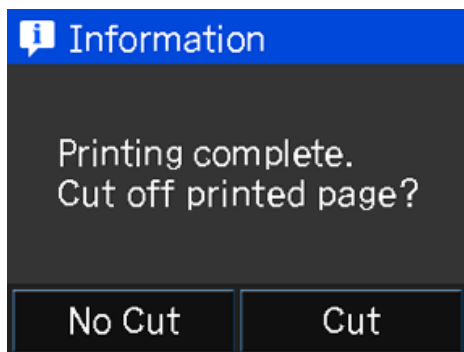 Information
Printing complete.
Cut off printed page?
No Cut
Cut